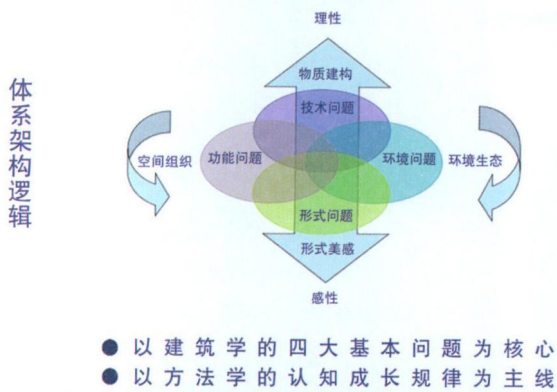 体系架构逻辑
理性
物质建构
技术问题
空间组织 功能问题 环境问题 环境生态
形式问题
形式美感
感性
● 以建筑学的四大基本问题为核心
● 以方法学的认知成长规律为主线